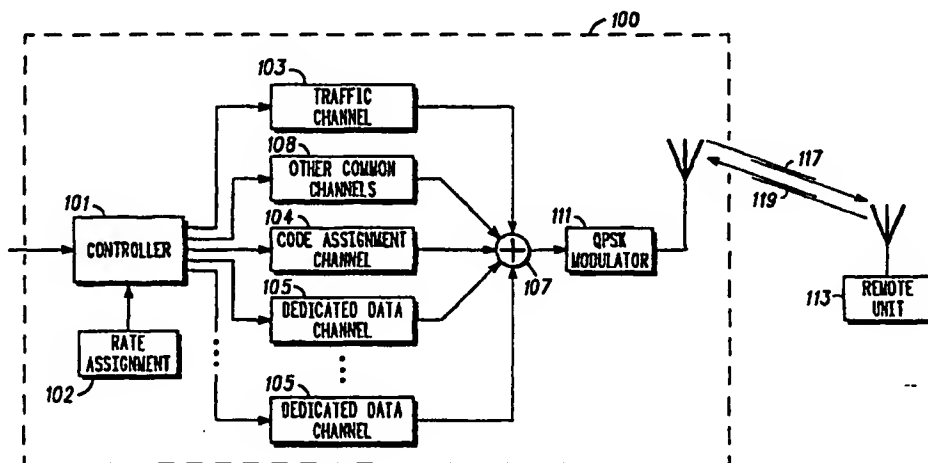 100
103
TRAFFIC
CHANNEL
108
OTHER COMMON
CHANNELS
101
CONTROLLER
104
CODE ASSIGNMENT
CHANNEL
107
111
QPSK
MODULATOR
117
119
113
REMOTE
UNIT
105
DEDICATED DATA
CHANNEL
RATE
ASSIGNMENT
102
105
DEDICATED DATA
CHANNEL